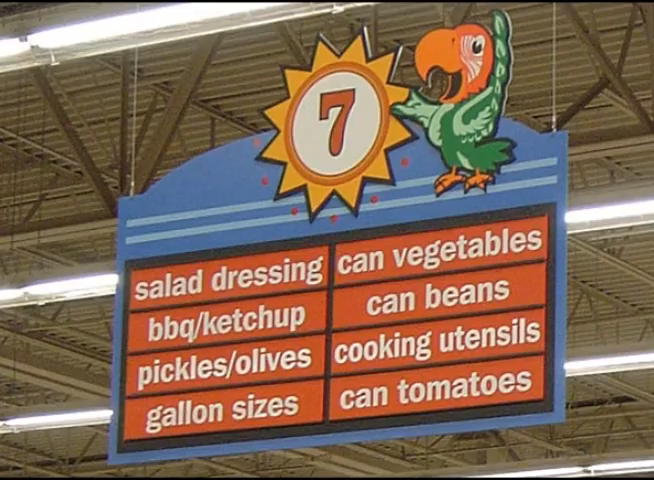 7
salad dressing
bbq/ketchup
pickles/olives
gallon sizes
can vegetables
can beans
cooking utensils
can tomatoes